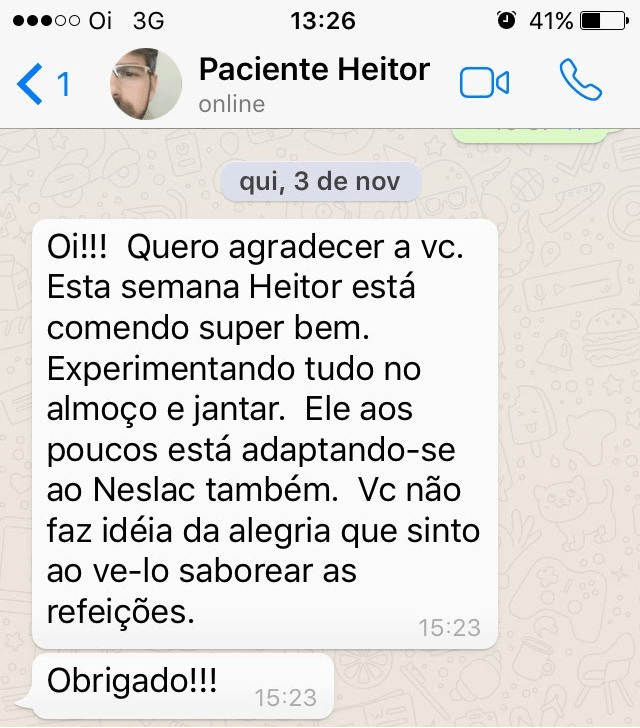 Oi 3G 13:26 41%
1 Paciente Heitor
online
qui, 3 de nov
Oi!!! Quero agradecer a vc.
Esta semana Heitor está
comendo super bem.
Experimentando tudo no
almoço e jantar. Ele aos
poucos está adaptando-se
ao Neslac também. Vc não
faz idéia da alegria que sinto
ao ve-lo saborear as
refeições.
15:23
Obrigado!!! 15:23